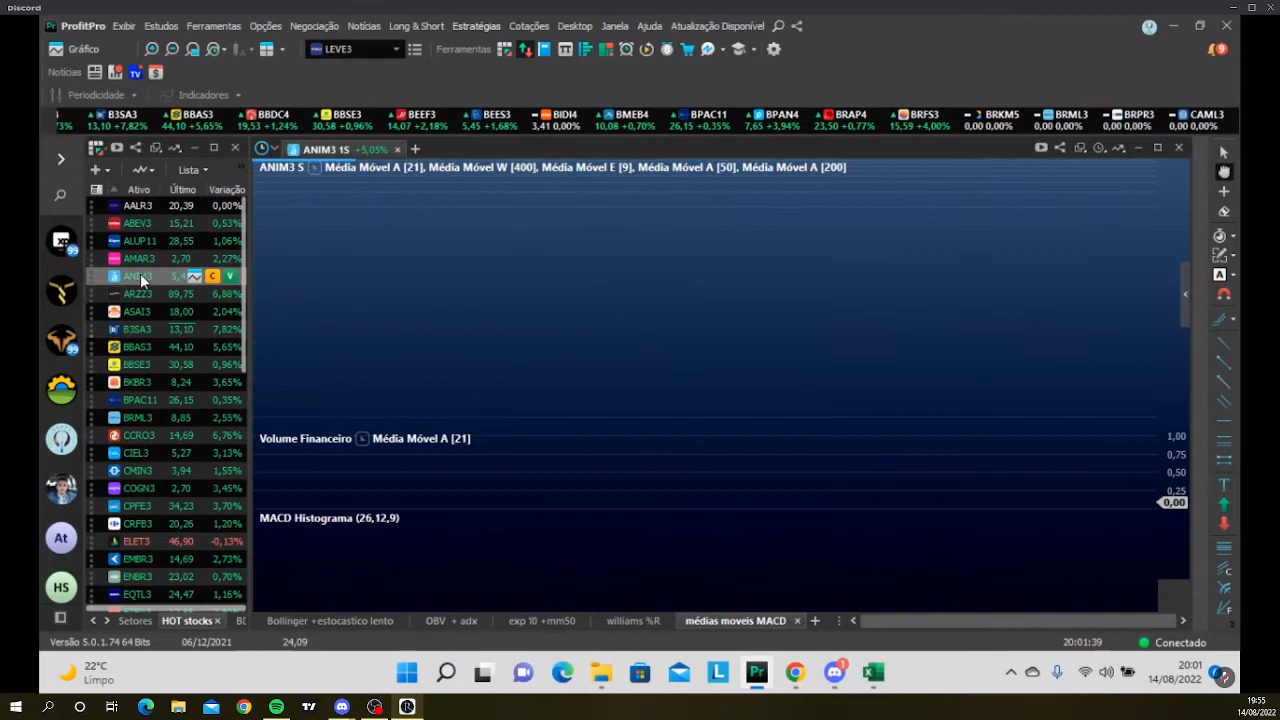 Discord
Pr ProfitPro Exibir Estudos Ferramentas Opções Negociação Notícias Long & Short Estratégias Cotações Desktop Janela Ajuda Atualização Disponível
Gráfico LEVE3 Ferramentas 9
Notícias TV $
Periodicidade Indicadores
B3SA3 BBAS3 BBDC4 BBSE3 BEEF3 BEES3 BIDI4 BMEB4 BPAC11 BPAN4 BRAP4 BRFS3 BRKM5 BRML3 BRPR3 CAML3
73% 13,10 +7,82% 44,10 +5,65% 19,53 +1,24% 30,58 +0,96% 14,07 +2,18% 5,45 +1,68% 3,41 0,00% 10,08 +0,70% 26,15 +0,35% 7,65 +3,94% 23,50 +0,77% 15,59 +4,00% 0,00 0,00% 0,00 0,00% 0,00 0,00% 0,00 0,00%
ANIM3 1S +5,05%
Lista
ANIM3 S Média Móvel A [21], Média Móvel W [400], Média Móvel E [9], Média Móvel A [50], Média Móvel A [200]
Ativo Último Variação
AALR3 20,39 0,00%
ABEV3 15,21 0,53%
ALUP11 28,55 1,06%
AMAR3 2,70 2,27%
ANIM3 5,4 C V
ARZZ3 89,75 6,88%
ASAI3 18,00 2,04%
B3SA3 13,10 7,82%
BBAS3 44,10 5,65%
BBSE3 30,58 0,96%
BKBR3 8,24 3,65%
BPAC11 26,15 0,35%
BRML3 8,85 2,55%
CCRO3 14,69 6,76%
CIEL3 5,27 3,13%
CMIN3 3,94 1,55%
COGN3 2,70 3,45%
CPFE3 34,23 3,70%
CRFB3 20,26 1,20%
ELET3 46,90 -0,13%
EMBR3 14,69 2,73%
ENBR3 23,02 0,70%
EQTL3 24,47 1,16%
xp
99
99
At
HS
Volume Financeiro Média Móvel A [21]
1,00
0,75
0,50
0,25
0,00
MACD Histograma (26,12,9)
Setores HOT stocks Bollinger +estocastico lento OBV + adx exp 10 +mm50 williams %R médias moveis MACD
Versão 5.0.1.74 64 Bits 06/12/2021 24,09 20:01:39 Conectado
22°C
Limpo
L Pr 1
20:01
14/08/2022
19:55
14/08/2022